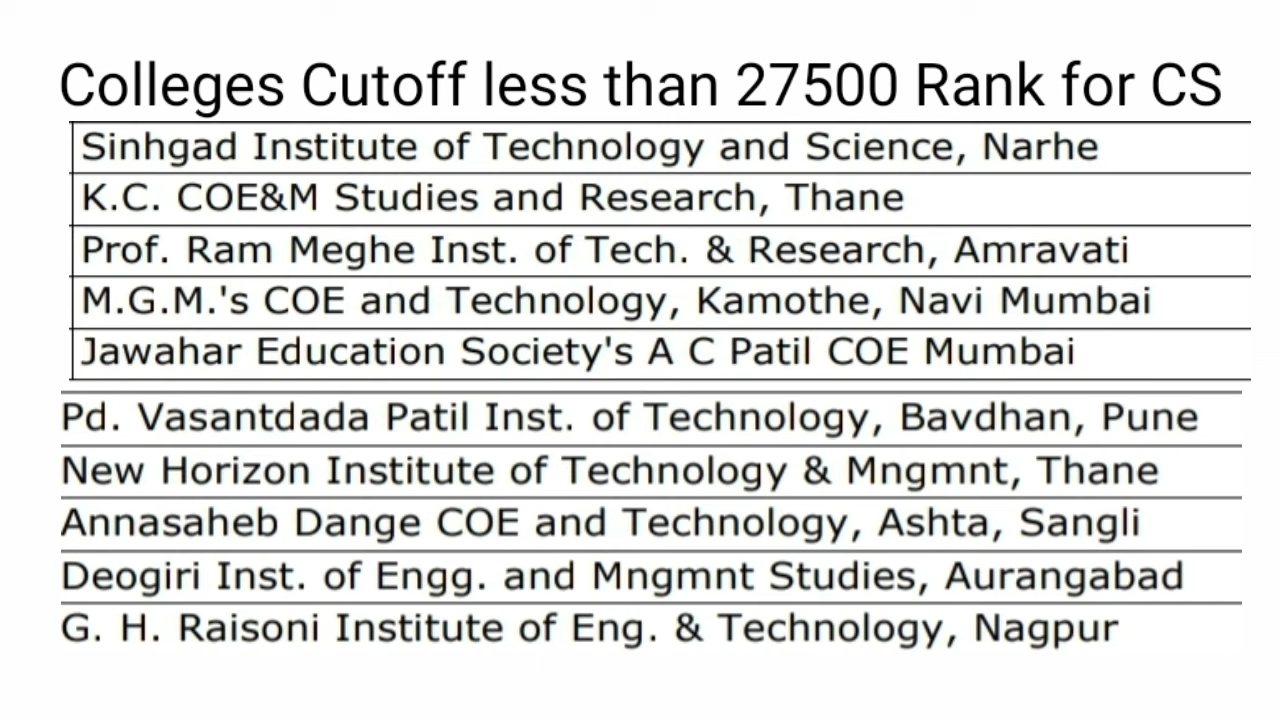 Colleges Cutoff less than 27500 Rank for CS
Sinhgad Institute of Technology and Science, Narhe
K.C. COE&M Studies and Research, Thane
Prof. Ram Meghe Inst. of Tech. & Research, Amravati
M.G.M.'s COE and Technology, Kamothe, Navi Mumbai
Jawahar Education Society's A C Patil COE Mumbai
Pd. Vasantdada Patil Inst. of Technology, Bavdhan, Pune
New Horizon Institute of Technology & Mngmnt, Thane
Annasaheb Dange COE and Technology, Ashta, Sangli
Deogiri Inst. of Engg. and Mngmnt Studies, Aurangabad
G. H. Raisoni Institute of Eng. & Technology, Nagpur